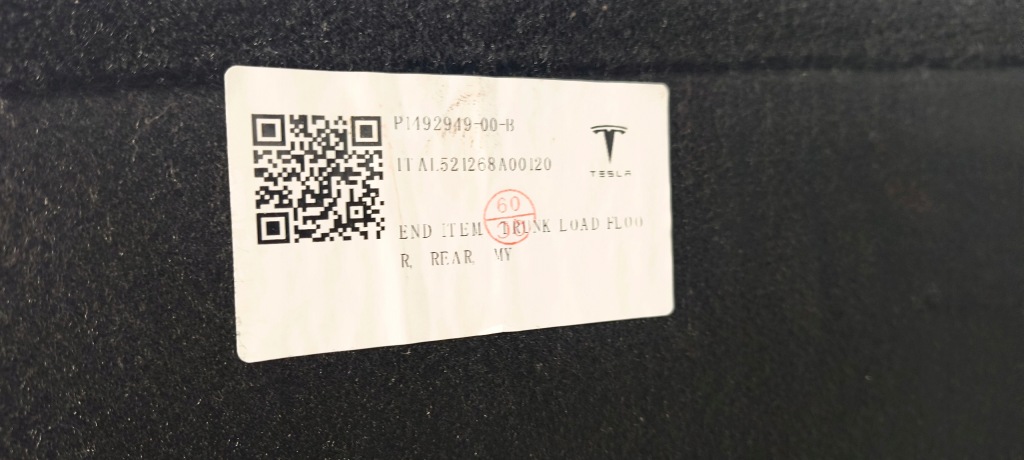 P1492949-00-B
ITAL521268A00120
TESLA
60
END ITEM, TRUNK LOAD FLOO
R, REAR, MY